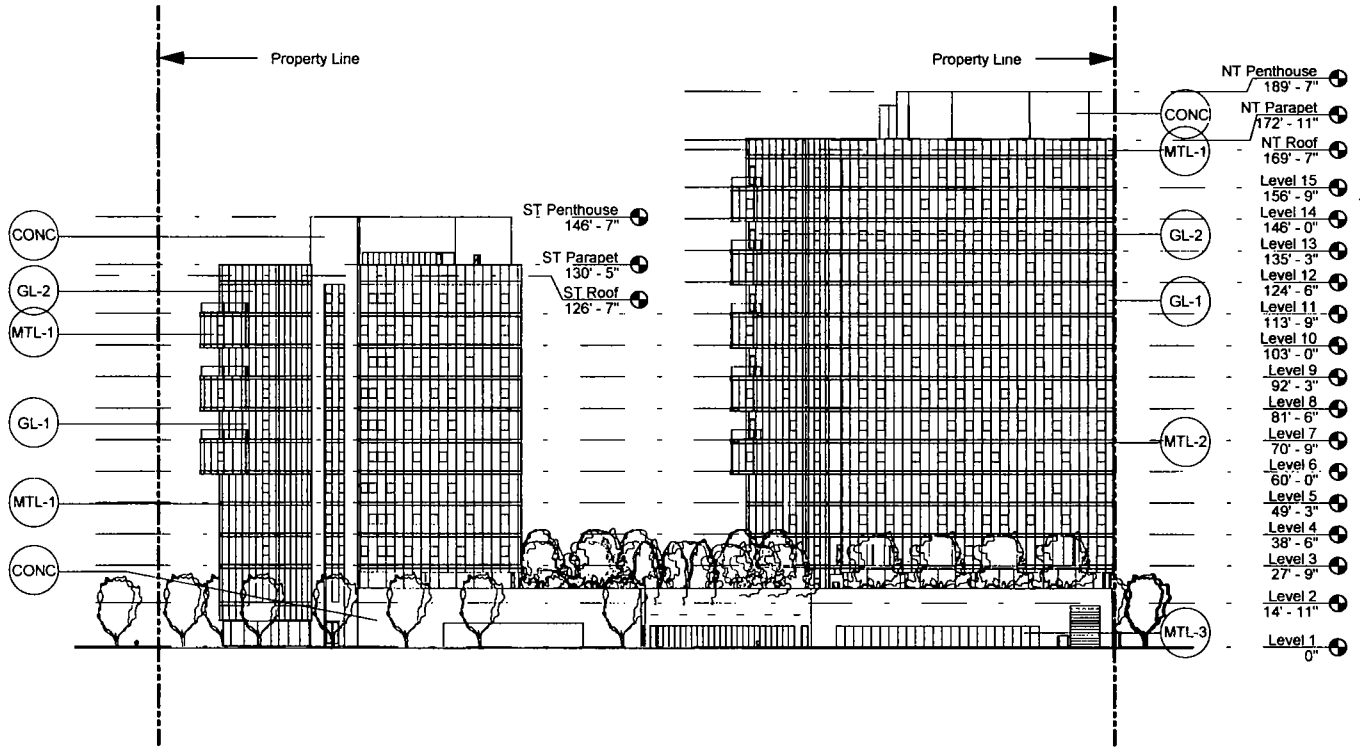 Property Line
Property Line
NT Penthouse
189' - 7"
NT Parapet
172' - 11"
NT Roof
169' - 7"
Level 15
156' - 9"
Level 14
146' - 0"
Level 13
135' - 3"
Level 12
124' - 6"
Level 11
113' - 9"
Level 10
103' - 0"
Level 9
92' - 3"
Level 8
81' - 6"
Level 7
70' - 9"
Level 6
60' - 0"
Level 5
49' - 3"
Level 4
38' - 6"
Level 3
27' - 9"
Level 2
14' - 11"
Level 1
0"
ST Penthouse
146' - 7"
ST Parapet
130' - 5"
ST Roof
126' - 7"
CONC
GL-2
MTL-1
GL-1
MTL-1
CONC
CONC
MTL-1
GL-2
GL-1
MTL-2
MTL-3